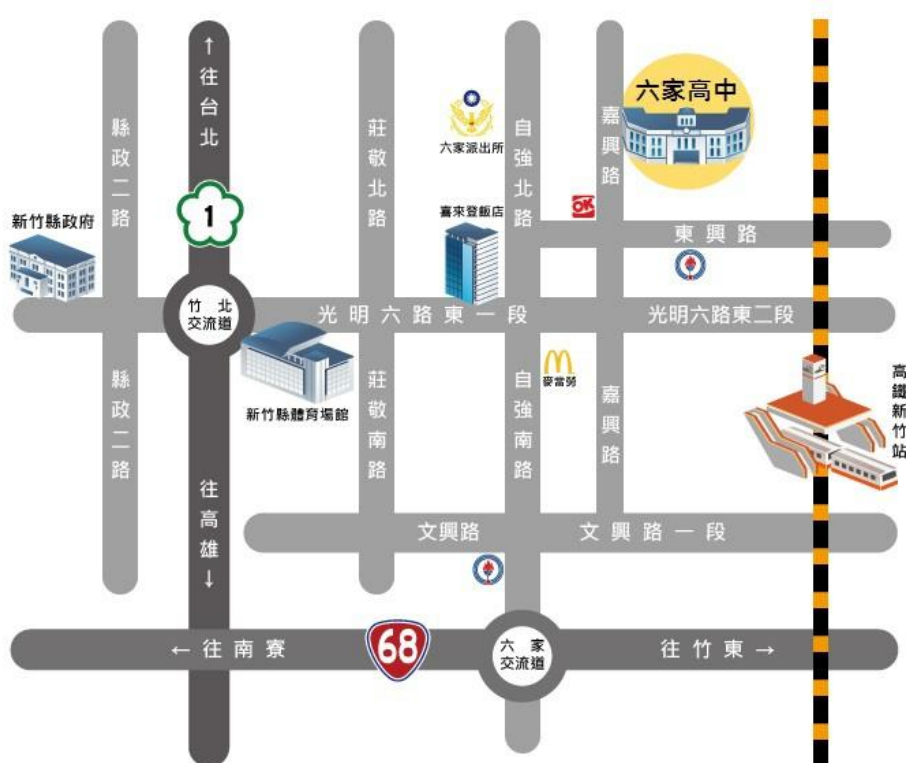 ↑往台北
縣政二路
莊敬北路
六家派出所
自強北路
嘉興路
六家高中
1
OK
新竹縣政府
喜來登飯店
東興路
竹北
交流道
光明六路東一段
光明六路東二段
新竹縣體育場館
縣政二路
莊敬南路
麥當勞
自強南路
嘉興路
高鐵新竹站
往高雄↓
文興路
文興路一段
←往南寮
68
六家
交流道
往竹東→